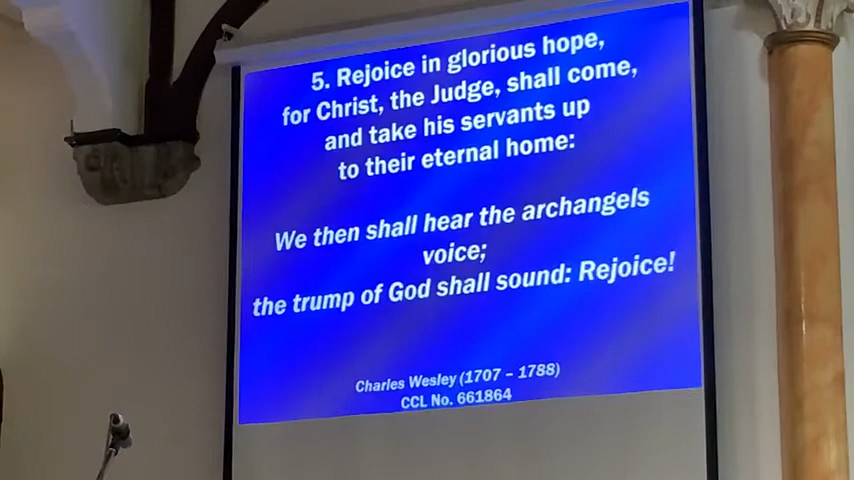 5. Rejoice in glorious hope,
for Christ, the Judge, shall come,
and take his servants up
to their eternal home:
We then shall hear the archangels
voice;
the trump of God shall sound: Rejoice!
Charles Wesley (1707 – 1788)
CCL No. 661864